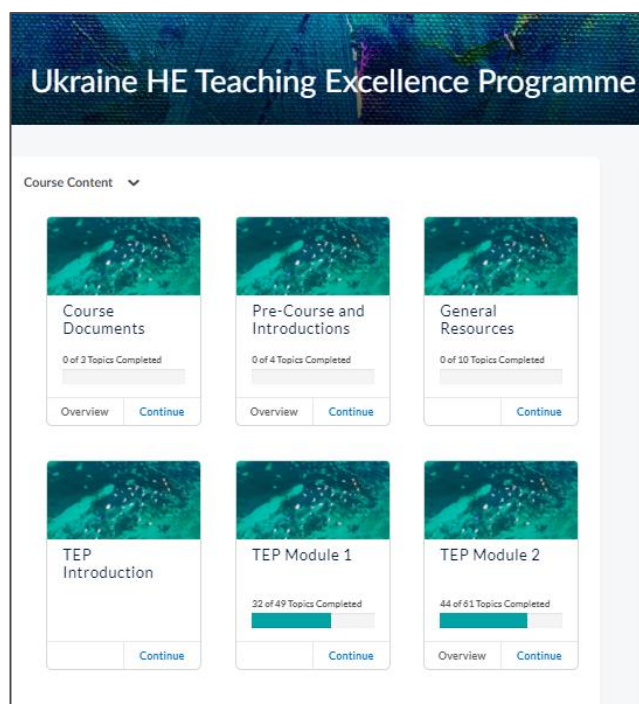 Ukraine HE Teaching Excellence Programme
Course Content
Course
Documents
0 of 3 Topics Completed
Overview
Continue
Pre-Course and
Introductions
0 of 4 Topics Completed
Overview
Continue
General
Resources
0 of 10 Topics Completed
Continue
TEP
Introduction
Continue
TEP Module 1
32 of 49 Topics Completed
Continue
TEP Module 2
44 of 61 Topics Completed
Overview
Continue